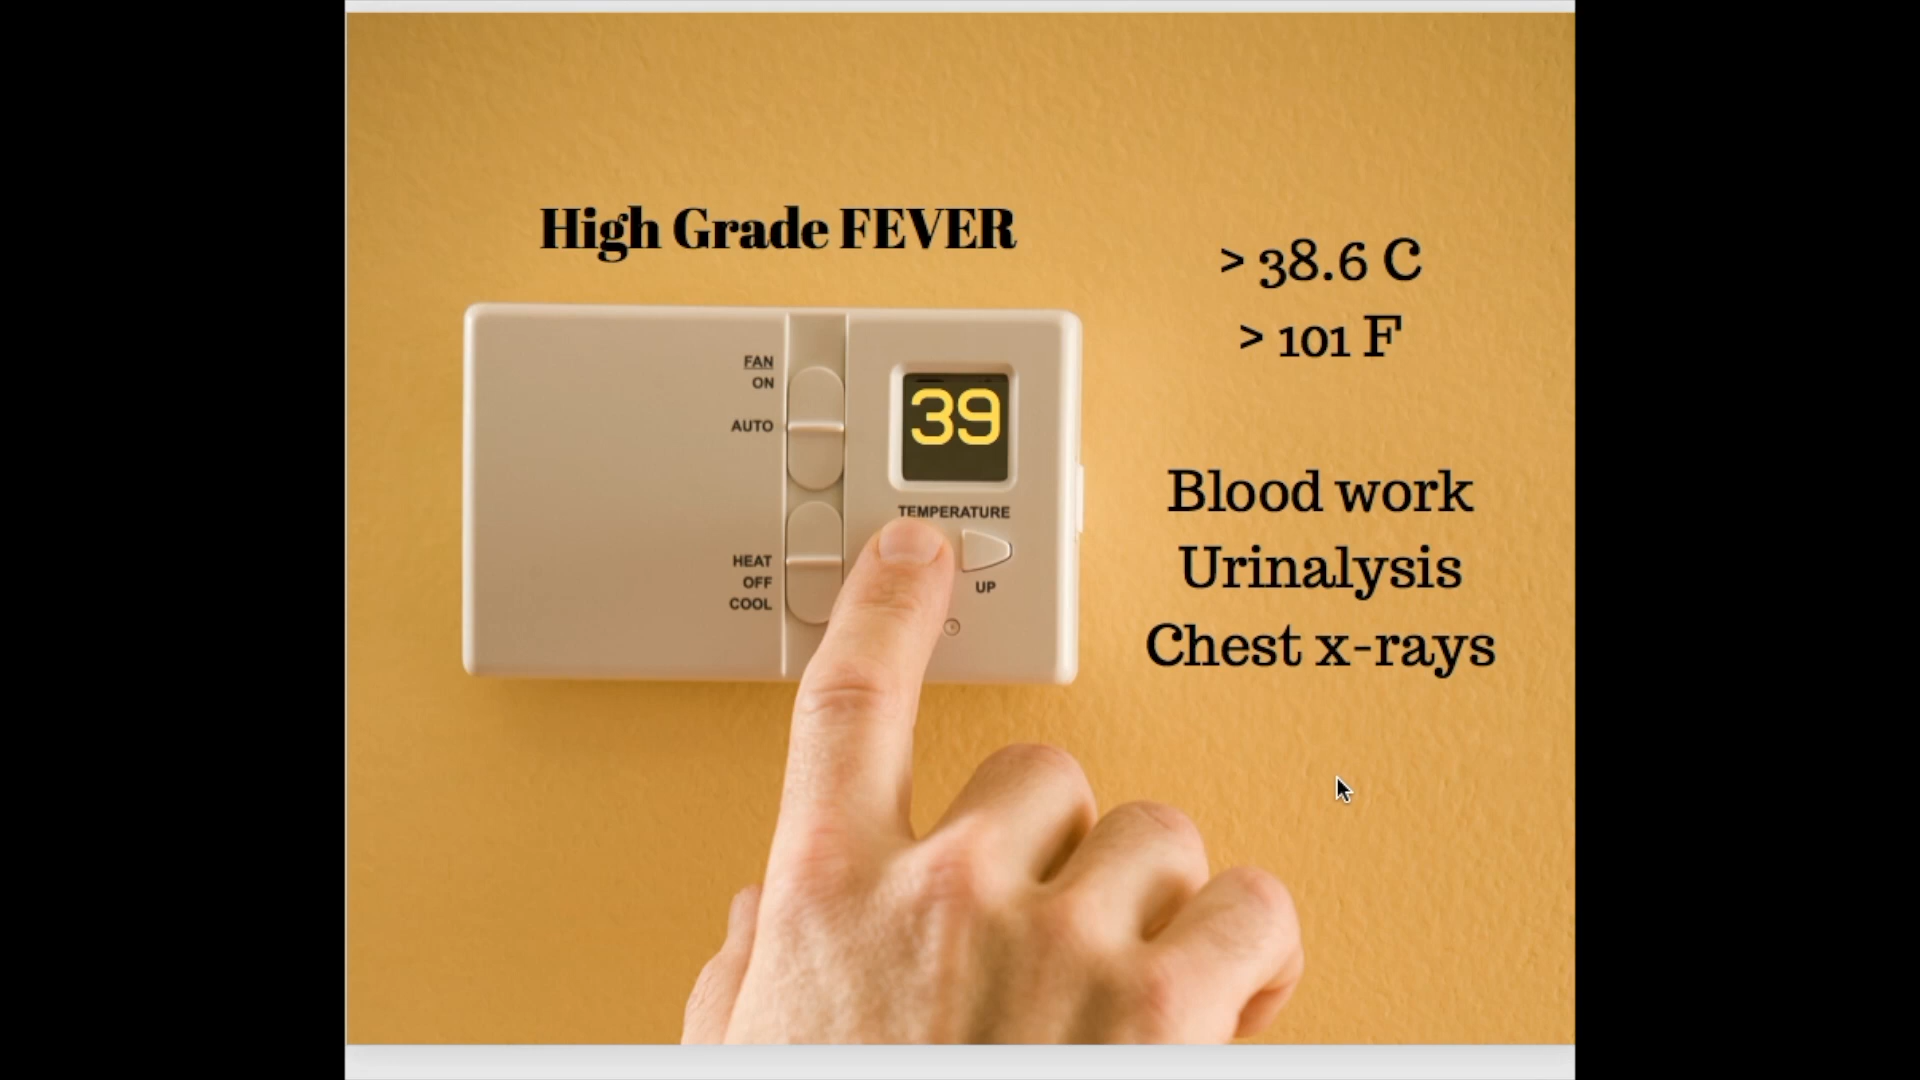 High Grade FEVER
> 38.6 C
> 101 F
FAN
ON
AUTO
39
TEMPERATURE
HEAT
OFF
COOL
UP
Blood work
Urinalysis
Chest x-rays